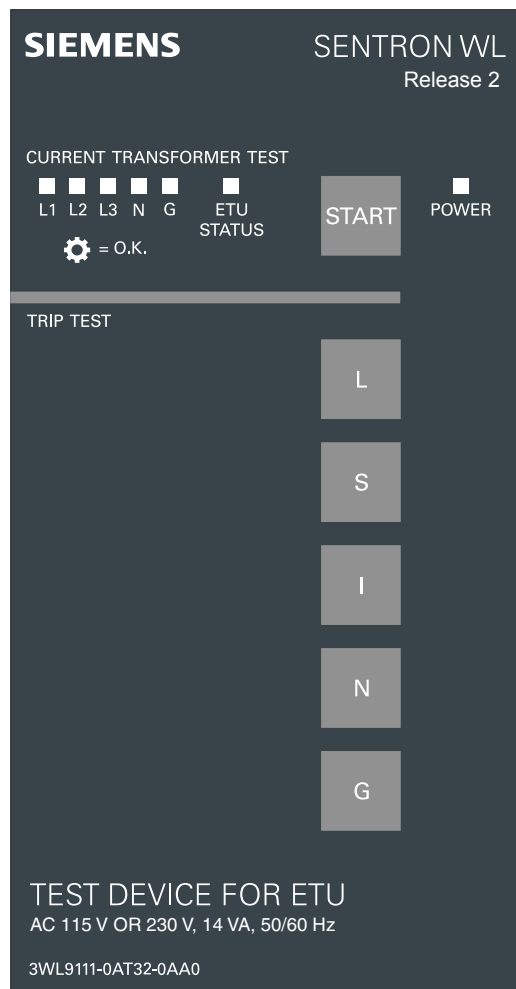 SIEMENS SENTRON WL
Release 2
CURRENT TRANSFORMER TEST
L1 L2 L3 N G ETU STATUS
= O.K.
START
POWER
TRIP TEST
L
S
I
N
G
TEST DEVICE FOR ETU
AC 115 V OR 230 V, 14 VA, 50/60 Hz
3WL9111-0AT32-0AA0